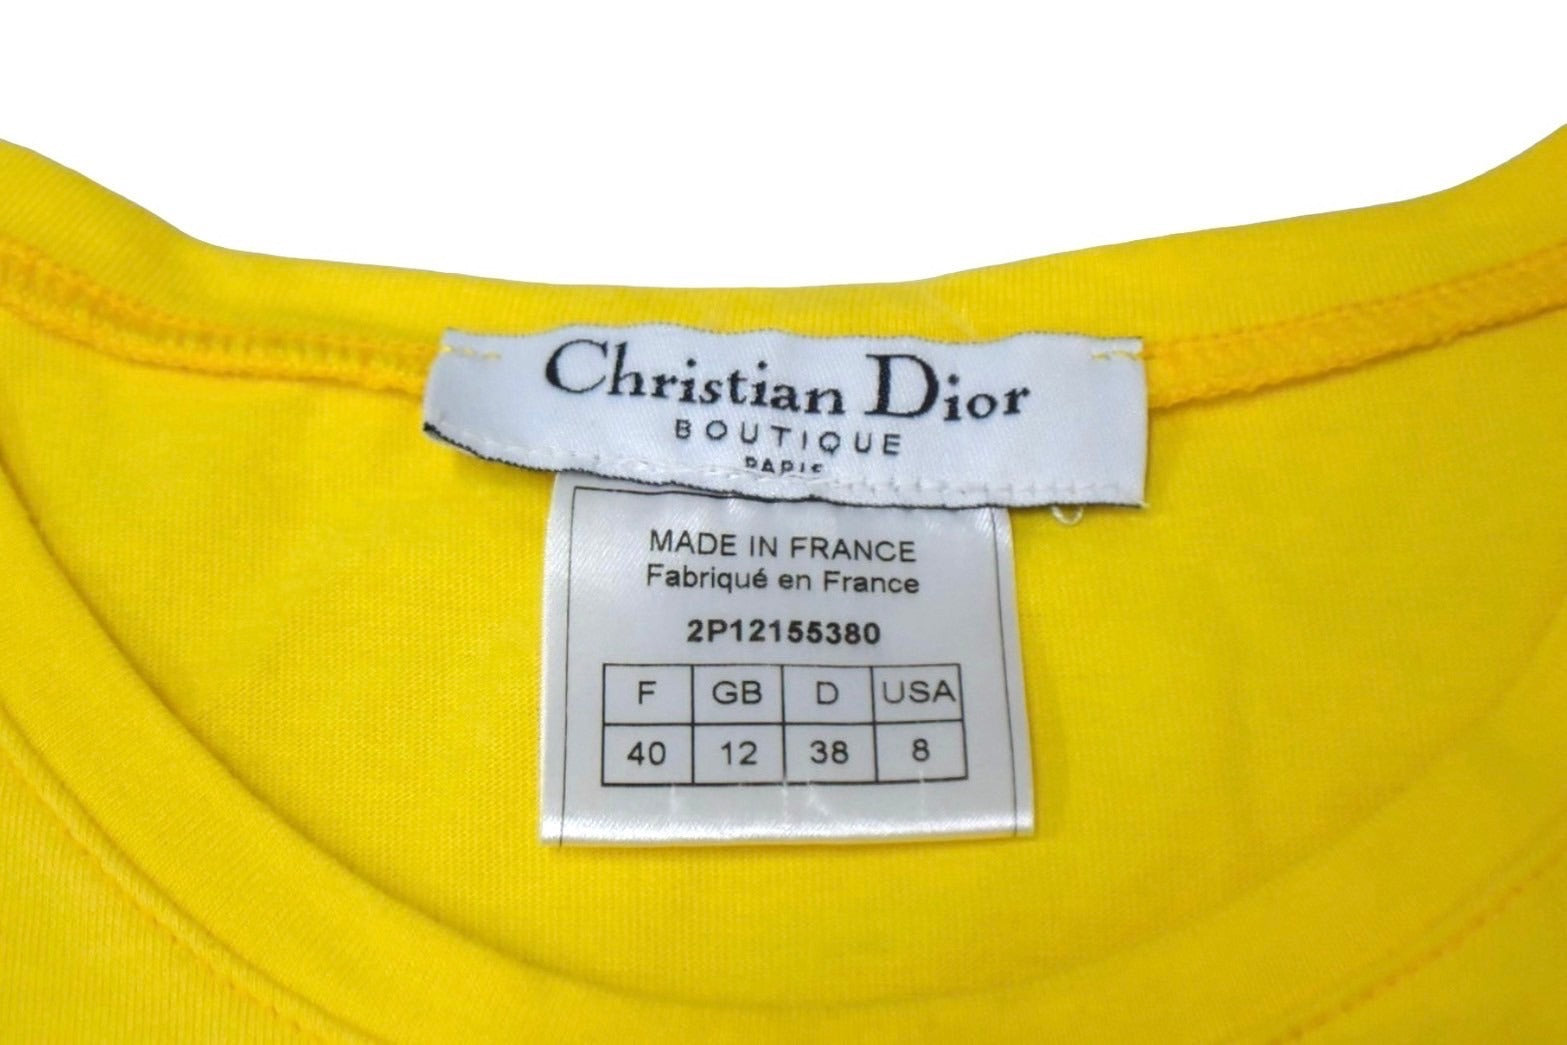 Christian Dior
BOUTIQUE
PARIS
MADE IN FRANCE
Fabriqué en France
2P12155380
F GB D USA
40 12 38 8